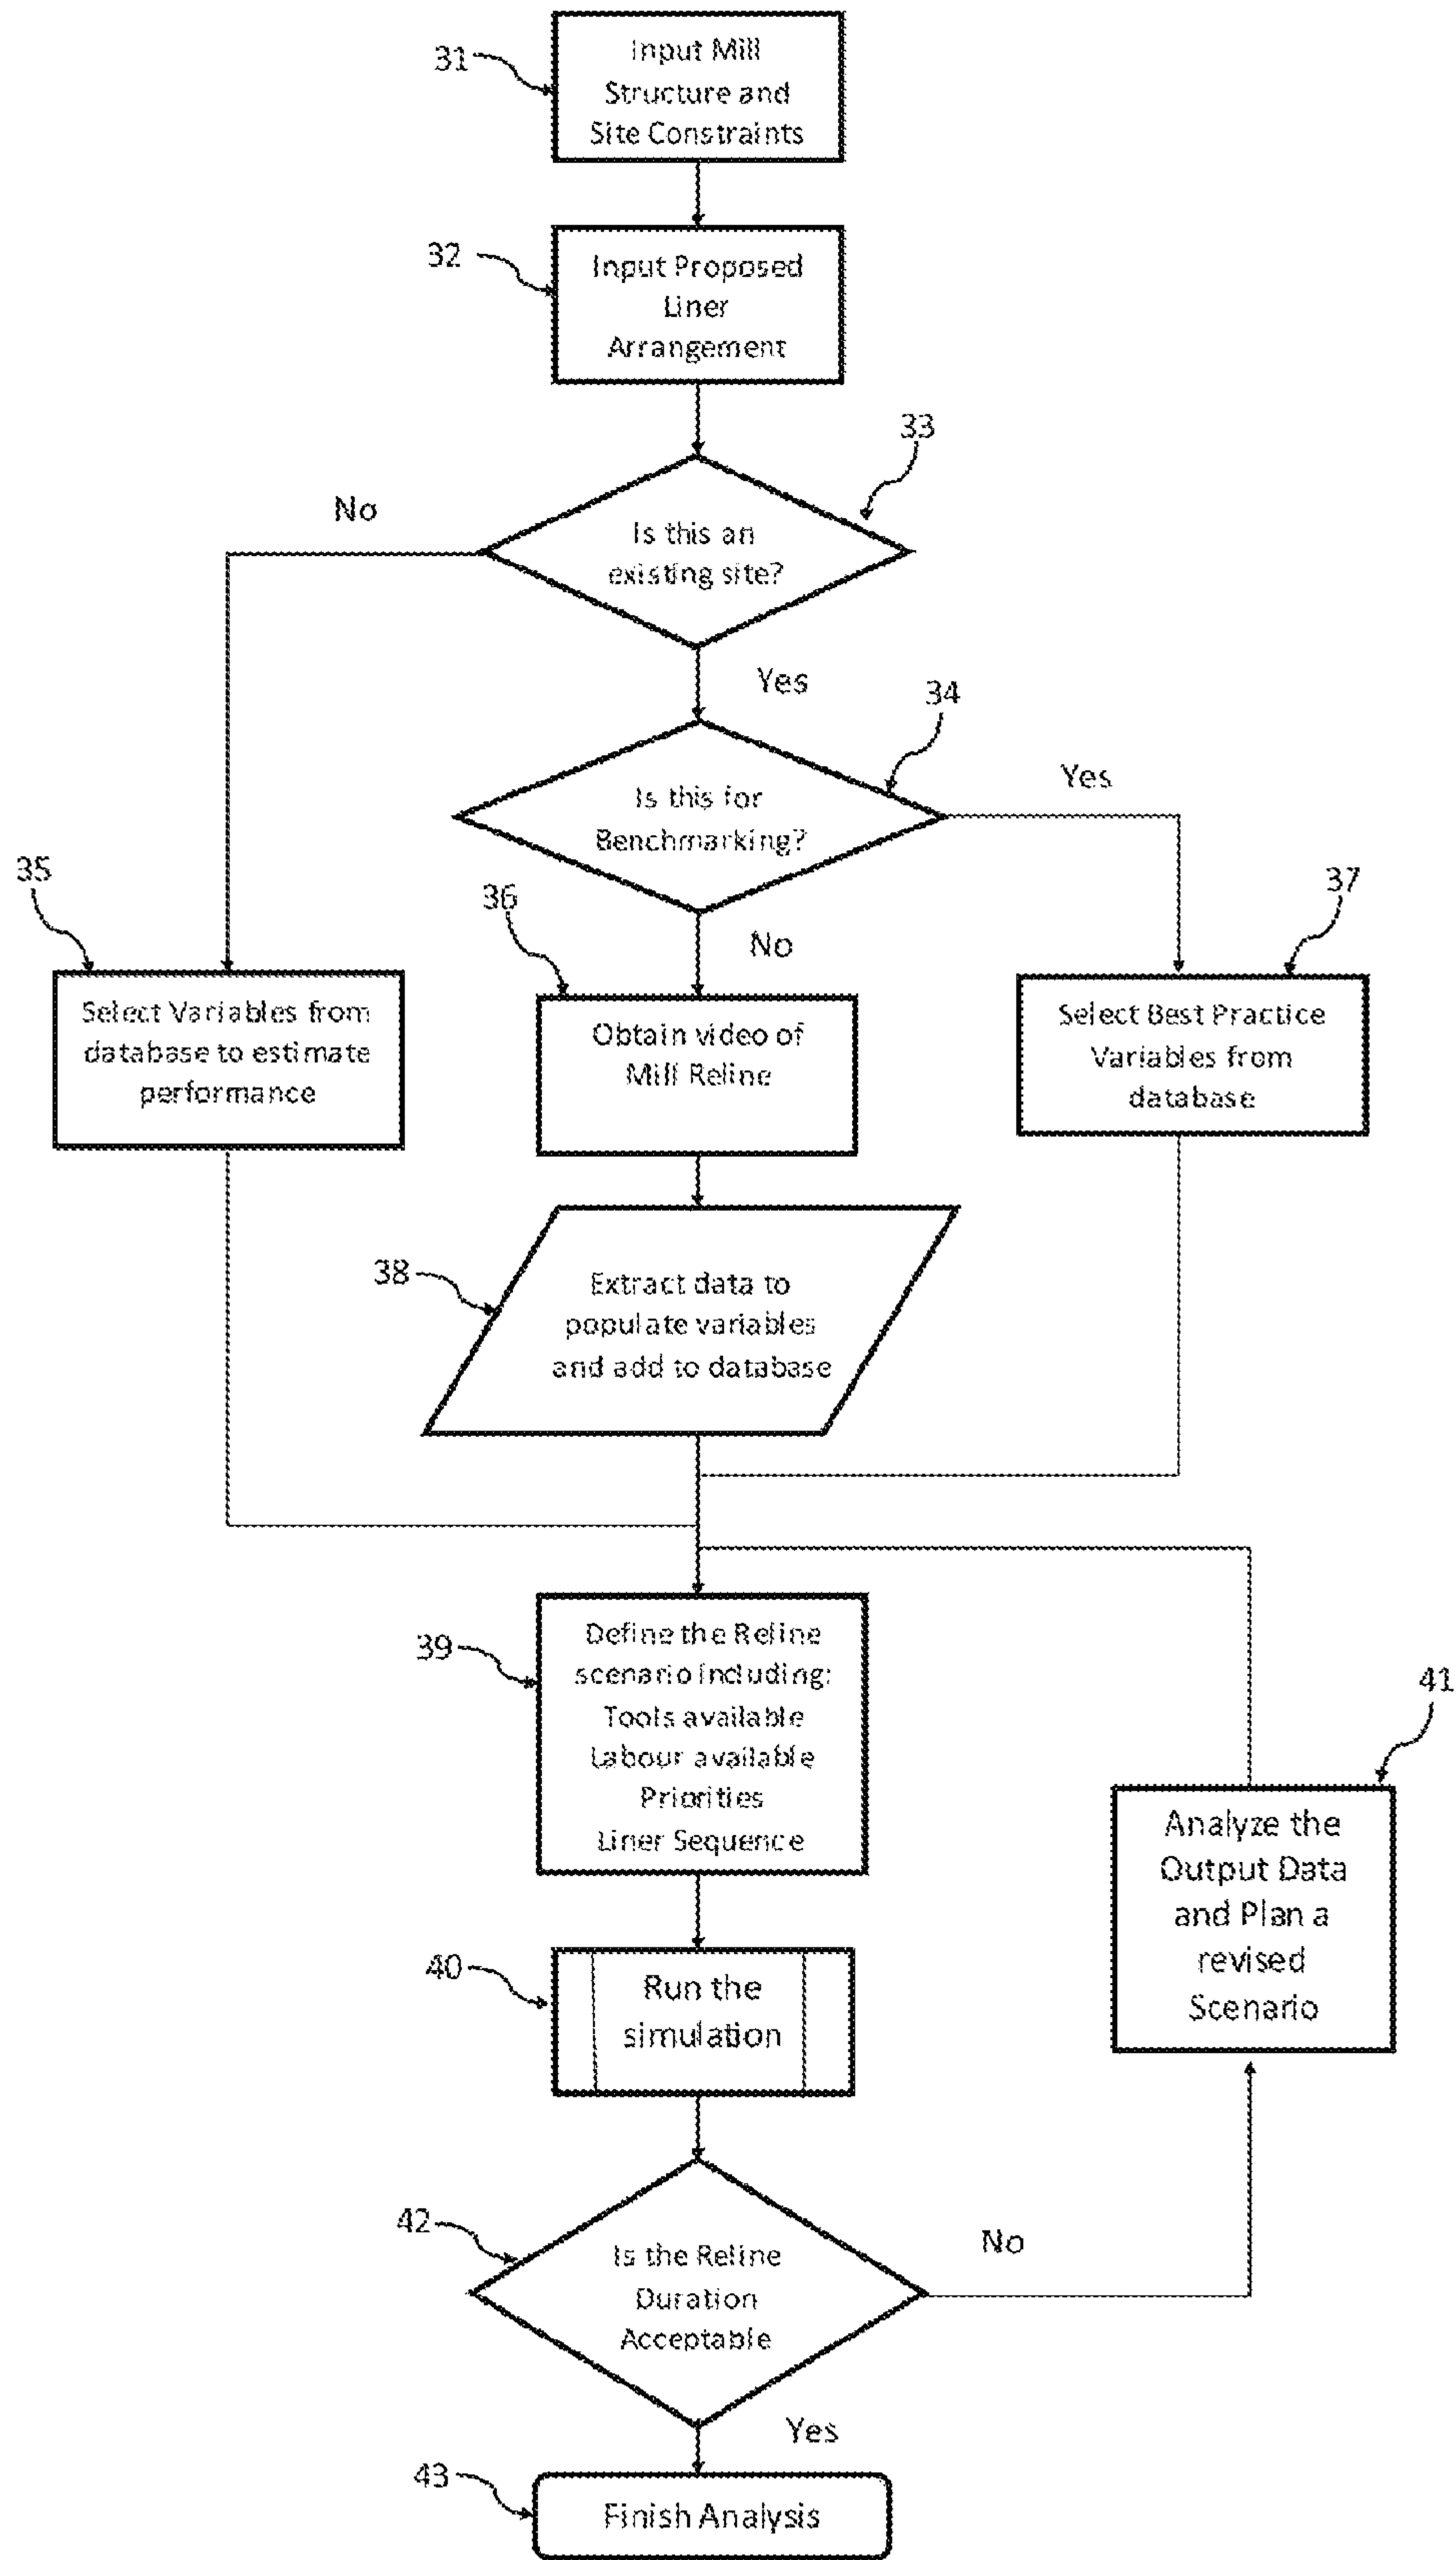 31
Input Mill
Structure and
Site Constraints
32
Input Proposed
Liner
Arrangement
33
No
Is this an
existing site?
Yes
34
Yes
Is this for
Benchmarking?
35
36
37
No
Select Variables from
database to estimate
performance
Obtain video of
Mill Reline
Select Best Practice
Variables from
database
38
Extract data to
populate variables
and add to database
39
Define the Reline
scenario including:
Tools available
Labour available
Priorities
Liner Sequence
41
Analyze the
Output Data
and Plan a
revised
Scenario
40
Run the
simulation
42
No
Is the Reline
Duration
Acceptable
Yes
43
Finish Analysis